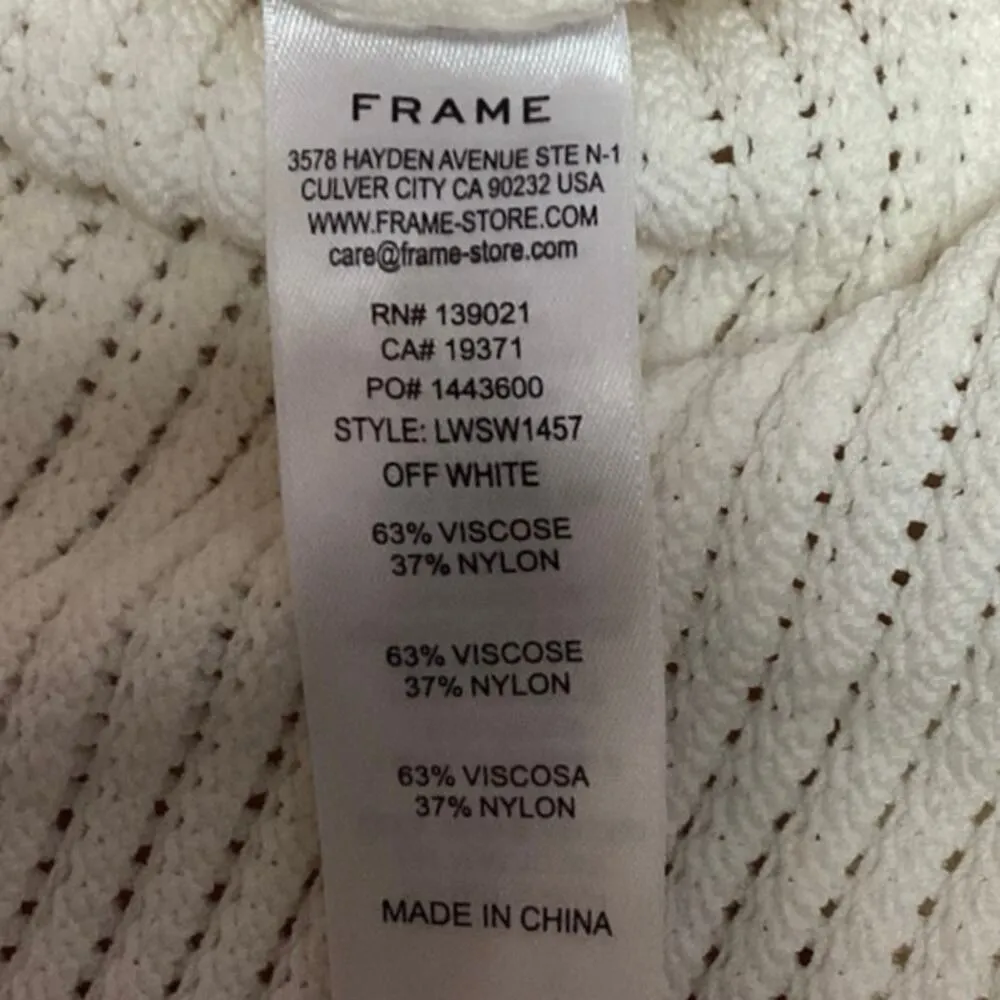 FRAME
3578 HAYDEN AVENUE STE N-1
CULVER CITY CA 90232 USA
WWW.FRAME-STORE.COM
care@frame-store.com
RN# 139021
CA# 19371
PO# 1443600
STYLE: LWSW1457
OFF WHITE
63% VISCOSE
37% NYLON
63% VISCOSE
37% NYLON
63% VISCOSA
37% NYLON
MADE IN CHINA